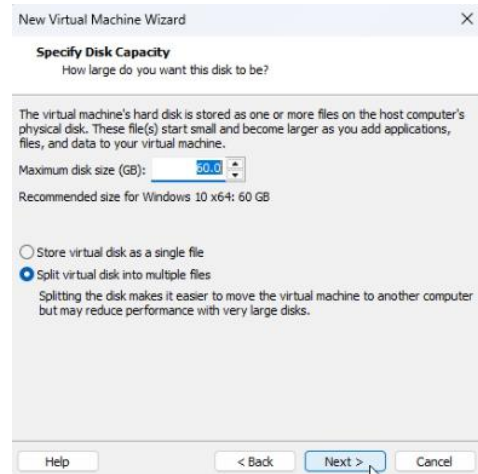 New Virtual Machine Wizard
Specify Disk Capacity
How large do you want this disk to be?
The virtual machine's hard disk is stored as one or more files on the host computer's
physical disk. These file(s) start small and become larger as you add applications,
files, and data to your virtual machine.
Maximum disk size (GB): 60.0
Recommended size for Windows 10 x64: 60 GB
Store virtual disk as a single file
Split virtual disk into multiple files
Splitting the disk makes it easier to move the virtual machine to another computer
but may reduce performance with very large disks.
Help < Back Next > Cancel